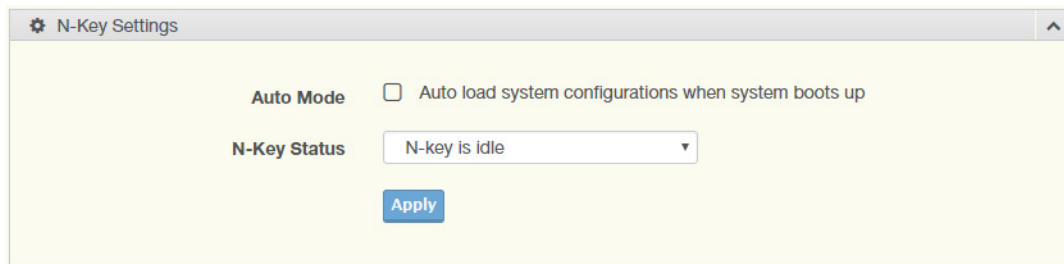 N-Key Settings
Auto Mode Auto load system configurations when system boots up
N-Key Status N-key is idle
Apply